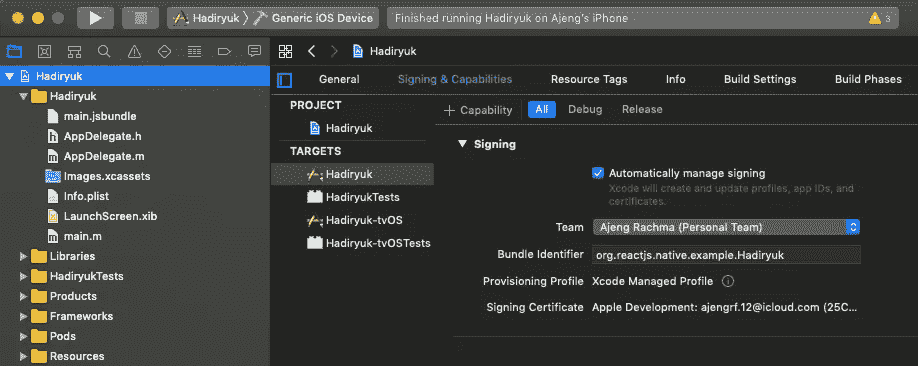 Hadiryuk Generic iOS Device Finished running Hadiryuk on Ajeng's iPhone 3
Hadiryuk
Hadiryuk
main.jsbundle
AppDelegate.h
AppDelegate.m
Images.xcassets
Info.plist
LaunchScreen.xib
main.m
Libraries
HadiryukTests
Products
Frameworks
Pods
Resources
Hadiryuk
General Signing & Capabilities Resource Tags Info Build Settings Build Phases
PROJECT
Hadiryuk
TARGETS
Hadiryuk
HadiryukTests
Hadiryuk-tvOS
Hadiryuk-tvOSTests
+ Capability All Debug Release
Signing
Automatically manage signing
Xcode will create and update profiles, app IDs, and
certificates.
Team Ajeng Rachma (Personal Team)
Bundle Identifier org.reactjs.native.example.Hadiryuk
Provisioning Profile Xcode Managed Profile
Signing Certificate Apple Development: ajengrf.12@icloud.com (25C...